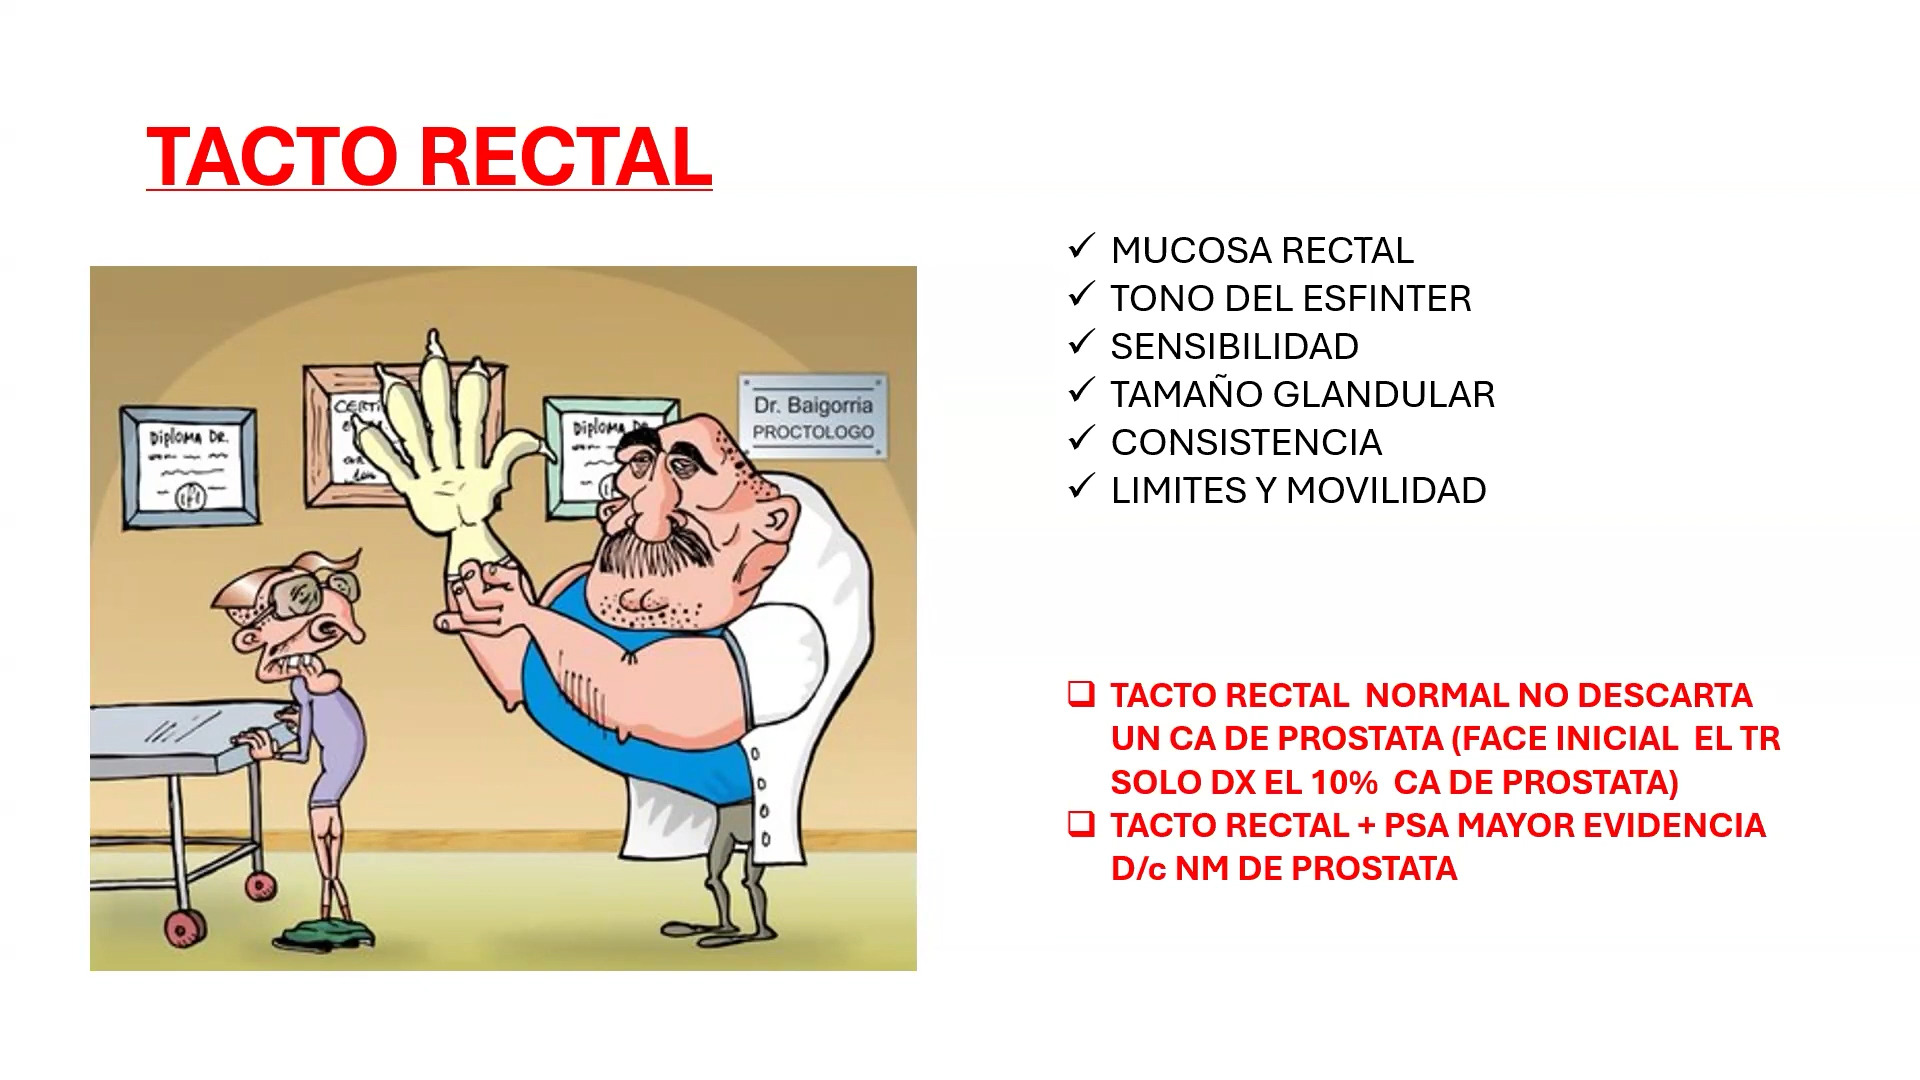 TACTO RECTAL
MUCOSA RECTAL
TONO DEL ESFINTER
SENSIBILIDAD
TAMAÑO GLANDULAR
CONSISTENCIA
LIMITES Y MOVILIDAD
TACTO RECTAL NORMAL NO DESCARTA
UN CA DE PROSTATA (FACE INICIAL EL TR
SOLO DX EL 10% CA DE PROSTATA)
TACTO RECTAL + PSA MAYOR EVIDENCIA
D/c NM DE PROSTATA
DiplomA DR.
CERTi
DiplomA DR.
Dr. Baigorria
PROCTOLOGO